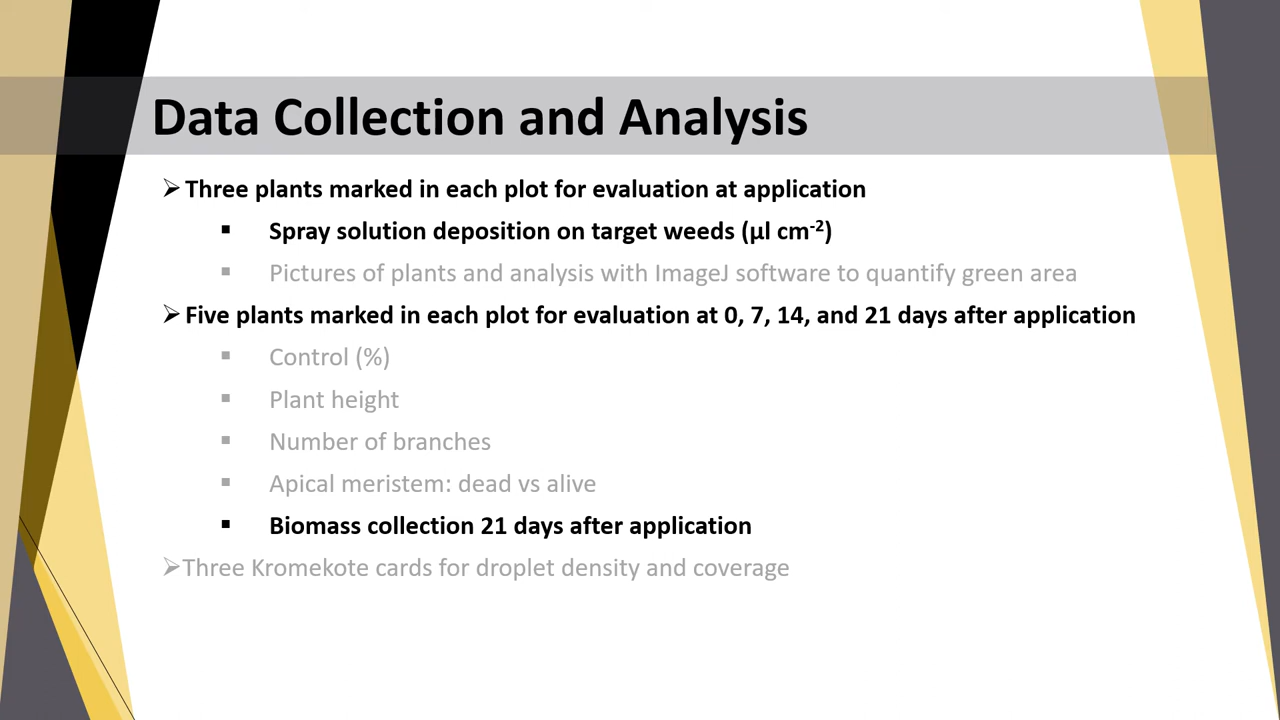 Data Collection and Analysis
➢Three plants marked in each plot for evaluation at application
▪ Spray solution deposition on target weeds (µl cm⁻²)
▪ Pictures of plants and analysis with ImageJ software to quantify green area
➢Five plants marked in each plot for evaluation at 0, 7, 14, and 21 days after application
▪ Control (%)
▪ Plant height
▪ Number of branches
▪ Apical meristem: dead vs alive
▪ Biomass collection 21 days after application
➢Three Kromekote cards for droplet density and coverage